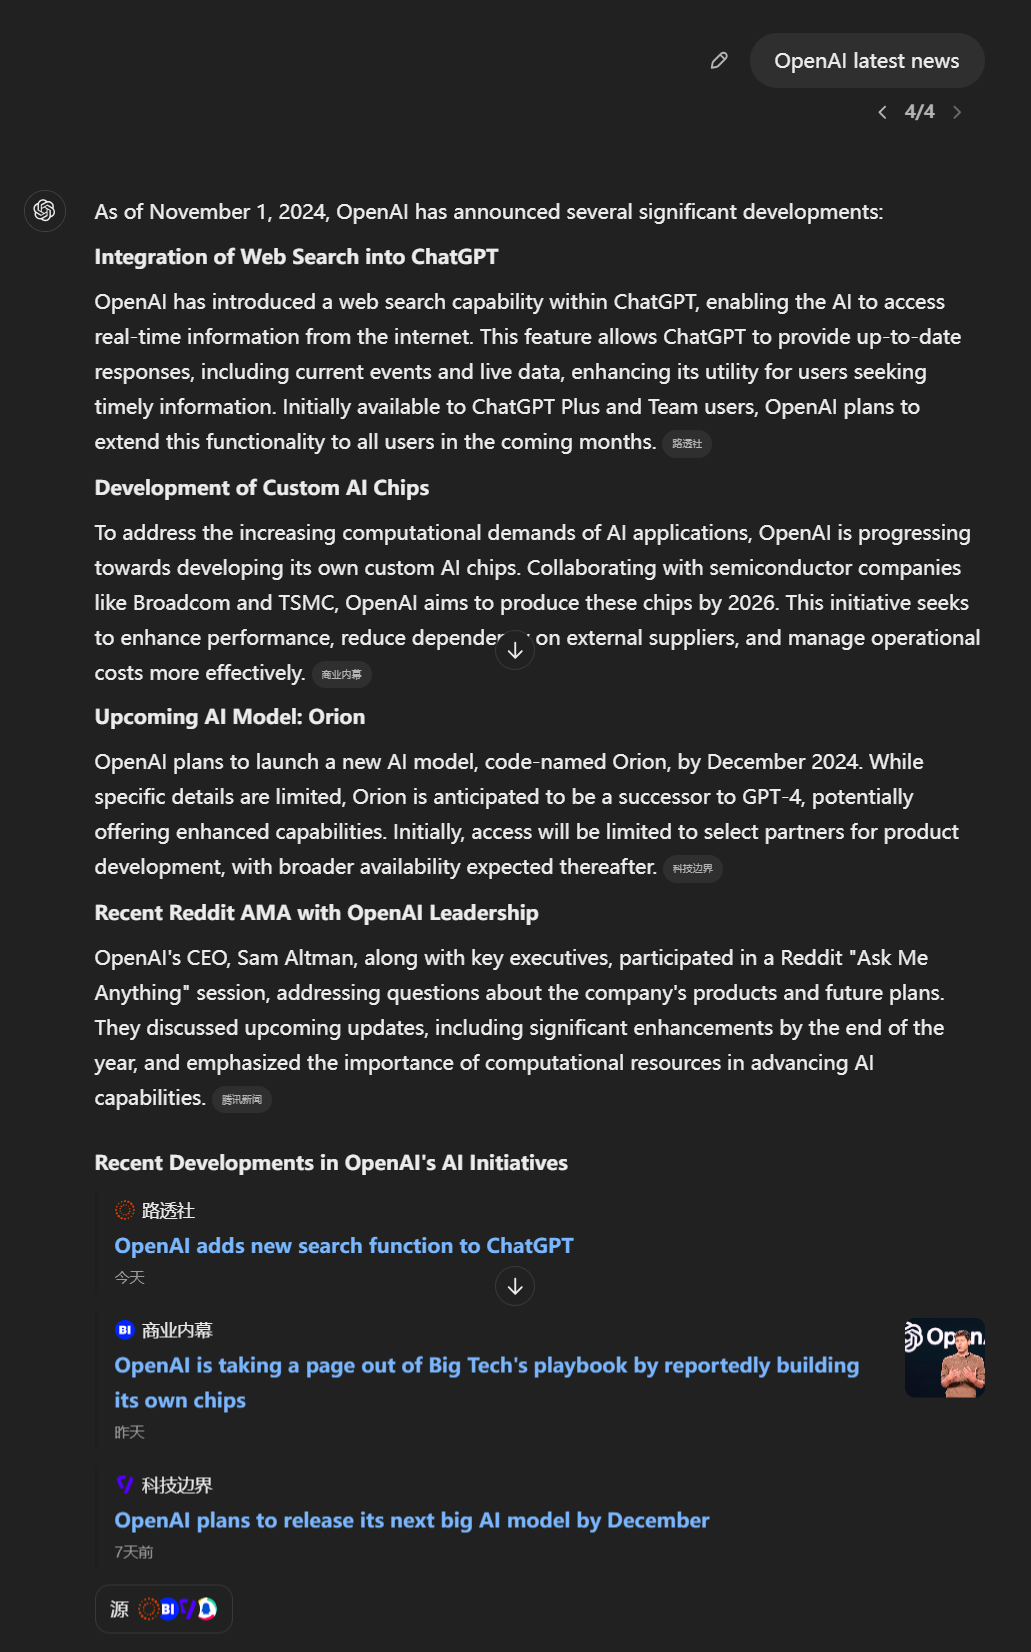 OpenAI latest news
4/4
As of November 1, 2024, OpenAI has announced several significant developments:
Integration of Web Search into ChatGPT
OpenAI has introduced a web search capability within ChatGPT, enabling the AI to access
real-time information from the internet. This feature allows ChatGPT to provide up-to-date
responses, including current events and live data, enhancing its utility for users seeking
timely information. Initially available to ChatGPT Plus and Team users, OpenAI plans to
extend this functionality to all users in the coming months. 路透社
Development of Custom AI Chips
To address the increasing computational demands of AI applications, OpenAI is progressing
towards developing its own custom AI chips. Collaborating with semiconductor companies
like Broadcom and TSMC, OpenAI aims to produce these chips by 2026. This initiative seeks
to enhance performance, reduce dependency on external suppliers, and manage operational
costs more effectively. 商业内幕
Upcoming AI Model: Orion
OpenAI plans to launch a new AI model, code-named Orion, by December 2024. While
specific details are limited, Orion is anticipated to be a successor to GPT-4, potentially
offering enhanced capabilities. Initially, access will be limited to select partners for product
development, with broader availability expected thereafter. 科技边界
Recent Reddit AMA with OpenAI Leadership
OpenAI's CEO, Sam Altman, along with key executives, participated in a Reddit "Ask Me
Anything" session, addressing questions about the company's products and future plans.
They discussed upcoming updates, including significant enhancements by the end of the
year, and emphasized the importance of computational resources in advancing AI
capabilities. 腾讯新闻
Recent Developments in OpenAI's AI Initiatives
路透社
OpenAI adds new search function to ChatGPT
今天
BI 商业内幕
Open
OpenAI is taking a page out of Big Tech's playbook by reportedly building
its own chips
昨天
科技边界
OpenAI plans to release its next big AI model by December
7天前
源 BI